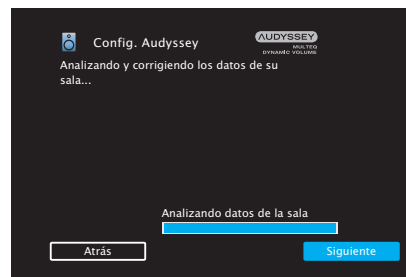 Config. Audyssey
AUDYSSEY
MULTEQ
DYNAMIC VOLUME
Analizando y corrigiendo los datos de su
sala...
Analizando datos de la sala
Atrás
Siguiente